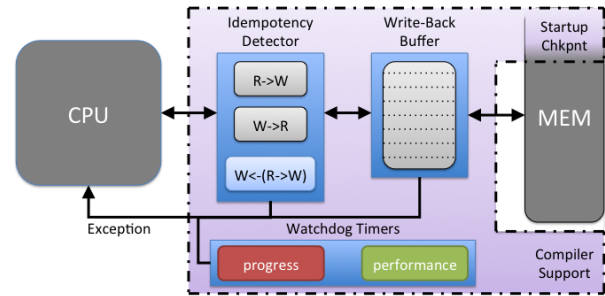 Idempotency
Detector
Write-Back
Buffer
Startup
Chkpnt
CPU
R->W
W->R
W<-(R->W)
MEM
Exception
Watchdog Timers
progress
performance
Compiler
Support